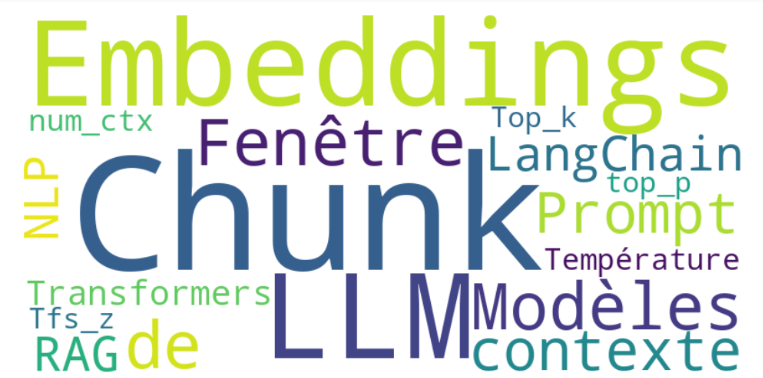 Embeddings
num_ctx
Top_k
Fenêtre
LangChain
NLP
Chunk
top_p
Prompt
Température
Transformers
LLM
Modèles
Tfs_z
RAG
de
contexte